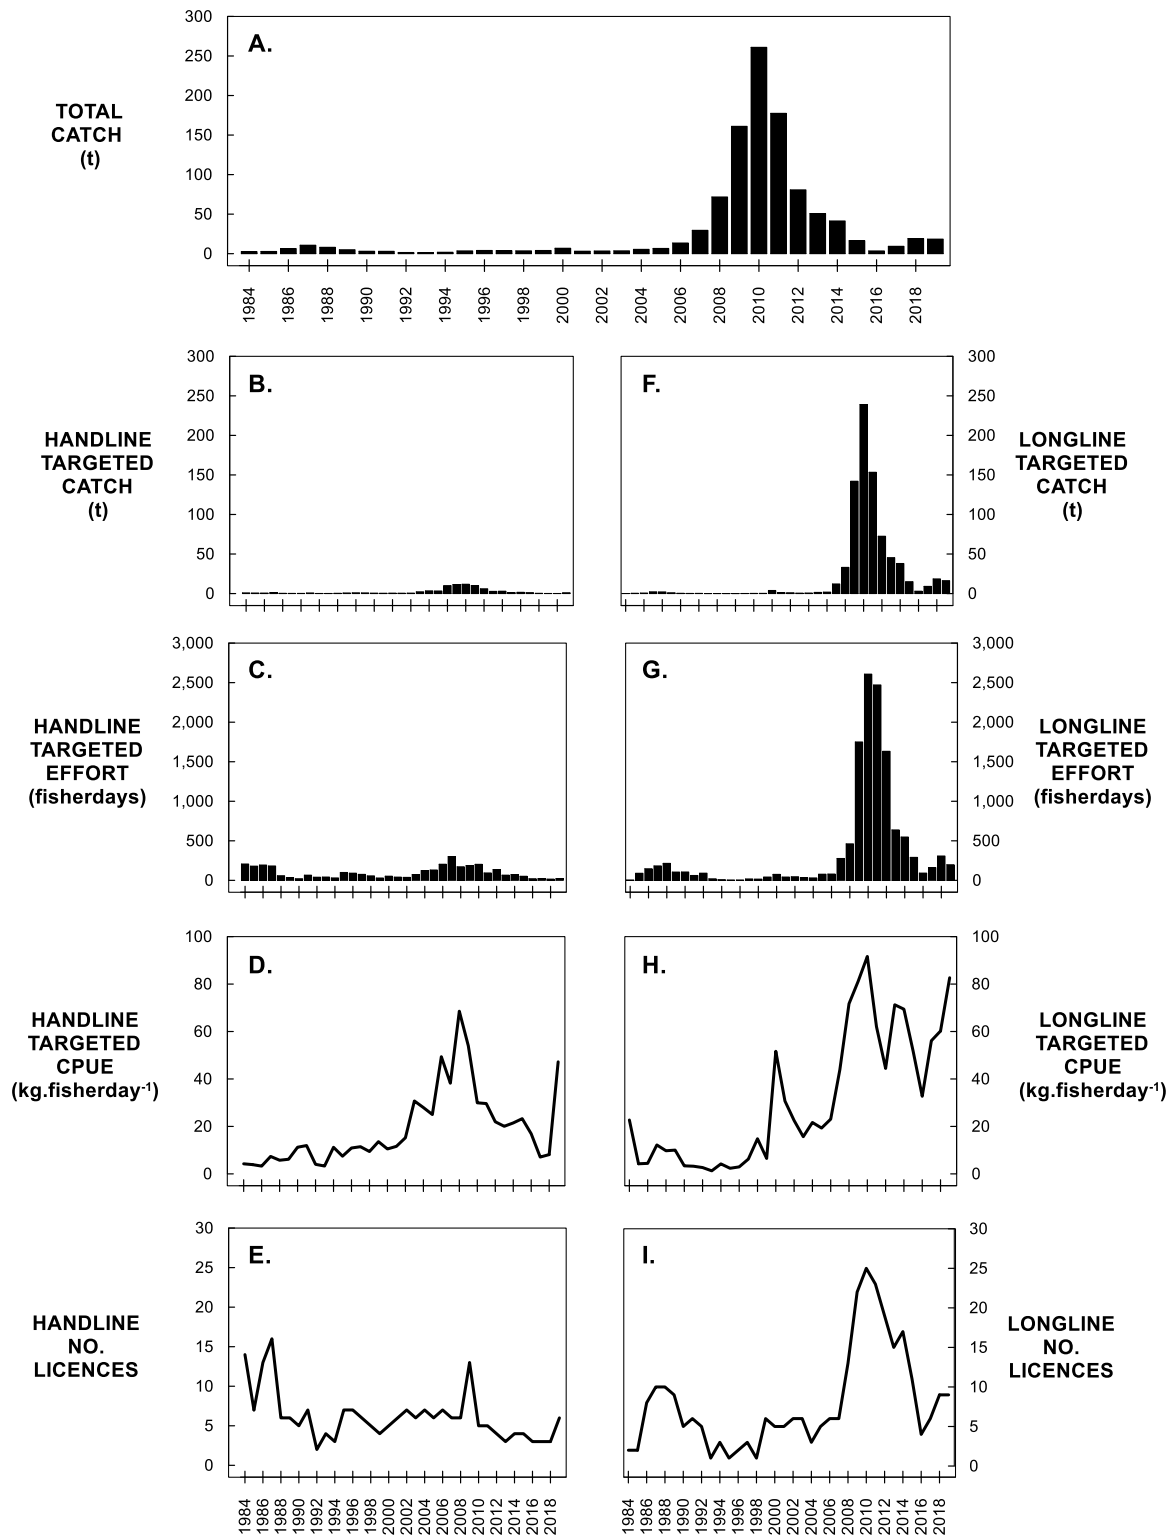 A.
TOTAL
CATCH
(t)
300
250
200
150
100
50
0
1984 1986 1988 1990 1992 1994 1996 1998 2000 2002 2004 2006 2008 2010 2012 2014 2016 2018
B.
HANDLINE
TARGETED
CATCH
(t)
300
250
200
150
100
50
0
F.
300
250
200
150
100
50
0
LONGLINE
TARGETED
CATCH
(t)
C.
HANDLINE
TARGETED
EFFORT
(fisherdays)
3,000
2,500
2,000
1,500
1,000
500
0
G.
3,000
2,500
2,000
1,500
1,000
500
0
LONGLINE
TARGETED
EFFORT
(fisherdays)
D.
HANDLINE
TARGETED
CPUE
(kg.fisherday-1)
100
80
60
40
20
0
H.
100
80
60
40
20
0
LONGLINE
TARGETED
CPUE
(kg.fisherday-1)
E.
HANDLINE
NO.
LICENCES
30
25
20
15
10
5
0
1984 1986 1988 1990 1992 1994 1996 1998 2000 2002 2004 2006 2008 2010 2012 2014 2016 2018
I.
30
25
20
15
10
5
0
LONGLINE
NO.
LICENCES
1984 1986 1988 1990 1992 1994 1996 1998 2000 2002 2004 2006 2008 2010 2012 2014 2016 2018